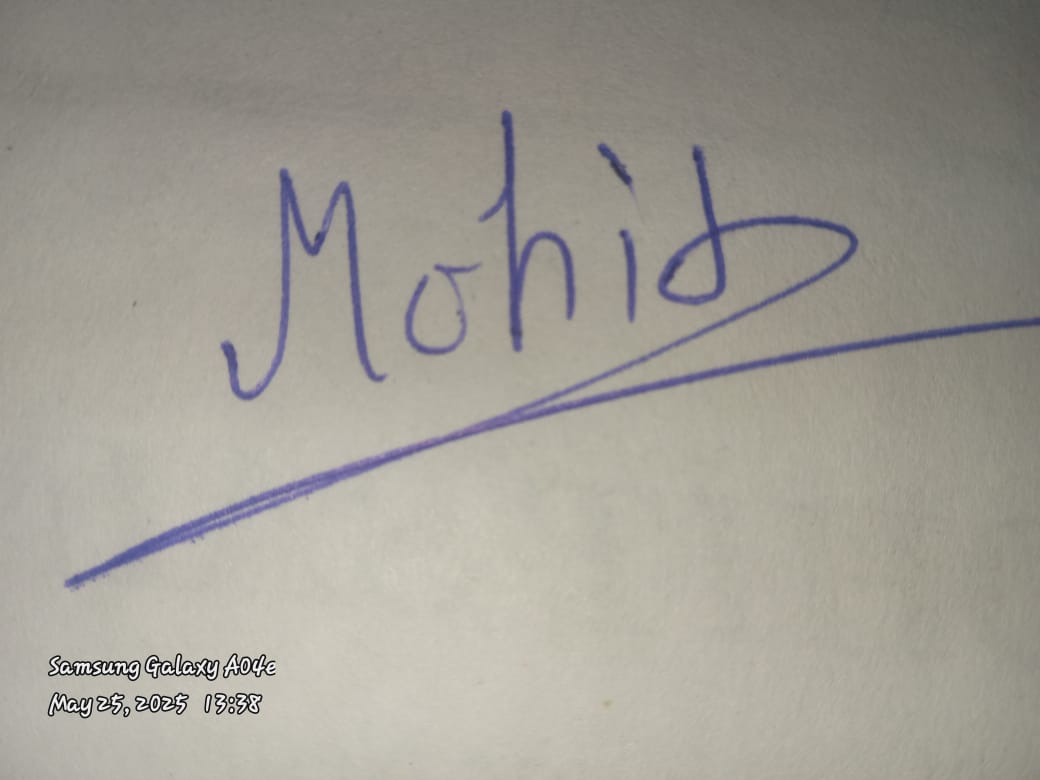 Mohid
Samsung Galaxy A04e
May 25, 2025 13:38